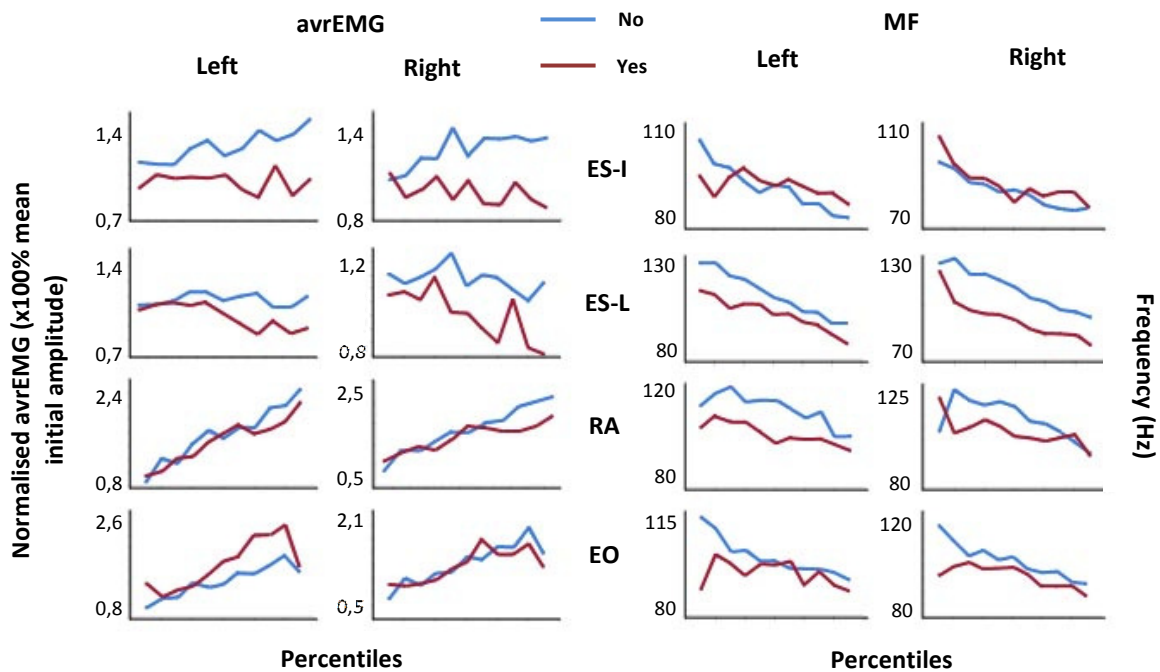 avrEMG
No
MF
Left
Right
Yes
Left
Right
1,4
0,7
1,4
0,8
ES-I
110
80
110
70
1,4
0,7
1,2
0,8
ES-L
130
80
130
70
2,4
0,8
2,5
0,5
RA
120
80
125
80
2,6
0,8
2,1
0,5
EO
115
80
120
80
Normalised avrEMG (x100% mean
initial amplitude)
Frequency (Hz)
Percentiles
Percentiles